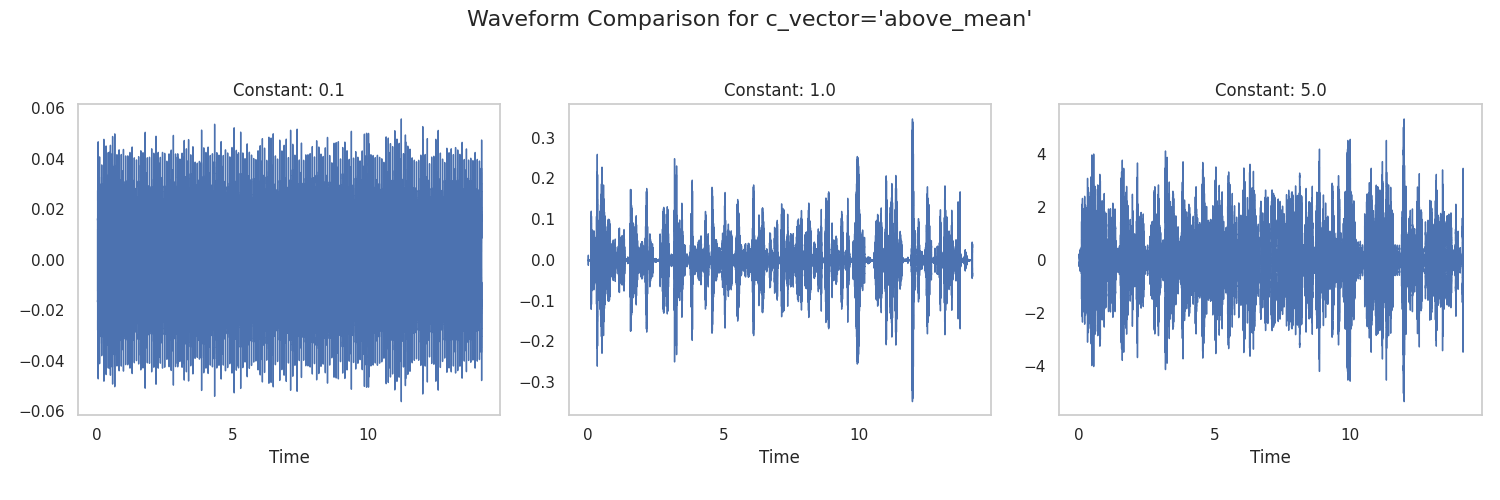 Waveform Comparison for c_vector='above_mean'
Constant: 0.1
0.06
0.04
0.02
0.00
−0.02
−0.04
−0.06
0 5 10
Time
Constant: 1.0
0.3
0.2
0.1
0.0
−0.1
−0.2
−0.3
0 5 10
Time
Constant: 5.0
4
2
0
−2
−4
0 5 10
Time